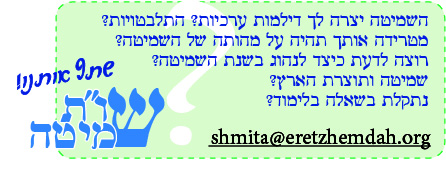 השמיטה יצרה לך דילמות ערכיות? התלבטויות?
מטרידה אותך תהיה על מהותה של השמיטה?
רוצה לדעת כיצד לנהוג בשנת השמיטה?
שמיטה ותוצרת הארץ?
נתקלת בשאלה בלימוד?
שתף אותנו!
שו"ת
שמיטה
shmita@eretzhemdah.org